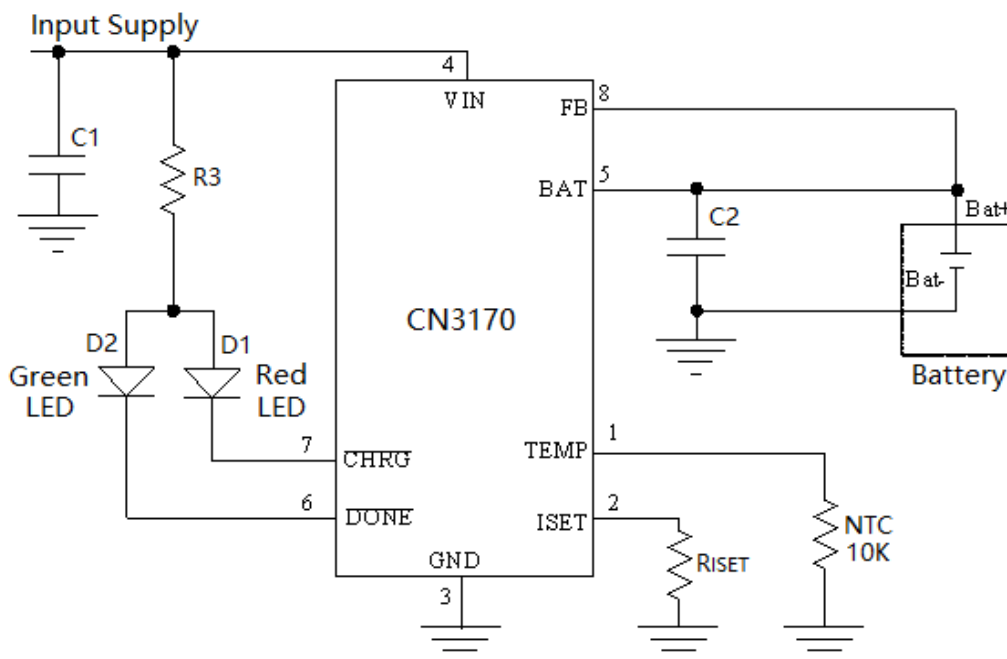 Input Supply
4
VIN
8
FB
C1
R3
5
BAT
C2
Bat+
Bat-
CN3170
D2
D1
Green
LED
Red
LED
Battery
7
CHRG
1
TEMP
6
DONE
2
ISET
NTC
10K
RISET
GND
3